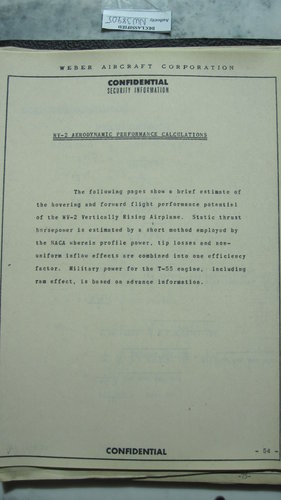 DECLASSIFIED
Authority
WEBER AIRCRAFT CORPORATION
CONFIDENTIAL
SECURITY INFORMATION
WV-2 AERODYNAMIC PERFORMANCE CALCULATIONS
The following pages show a brief estimate of
the hovering and forward flight performance potential
of the WV-2 Vertically Rising Airplane. Static thrust
horsepower is estimated by a short method employed by
the NACA wherein profile power, tip losses and non-
uniform inflow effects are combined into one efficiency
factor. Military power for the T-55 engine, including
ram effect, is based on advance information.
CONFIDENTIAL
- 54 -